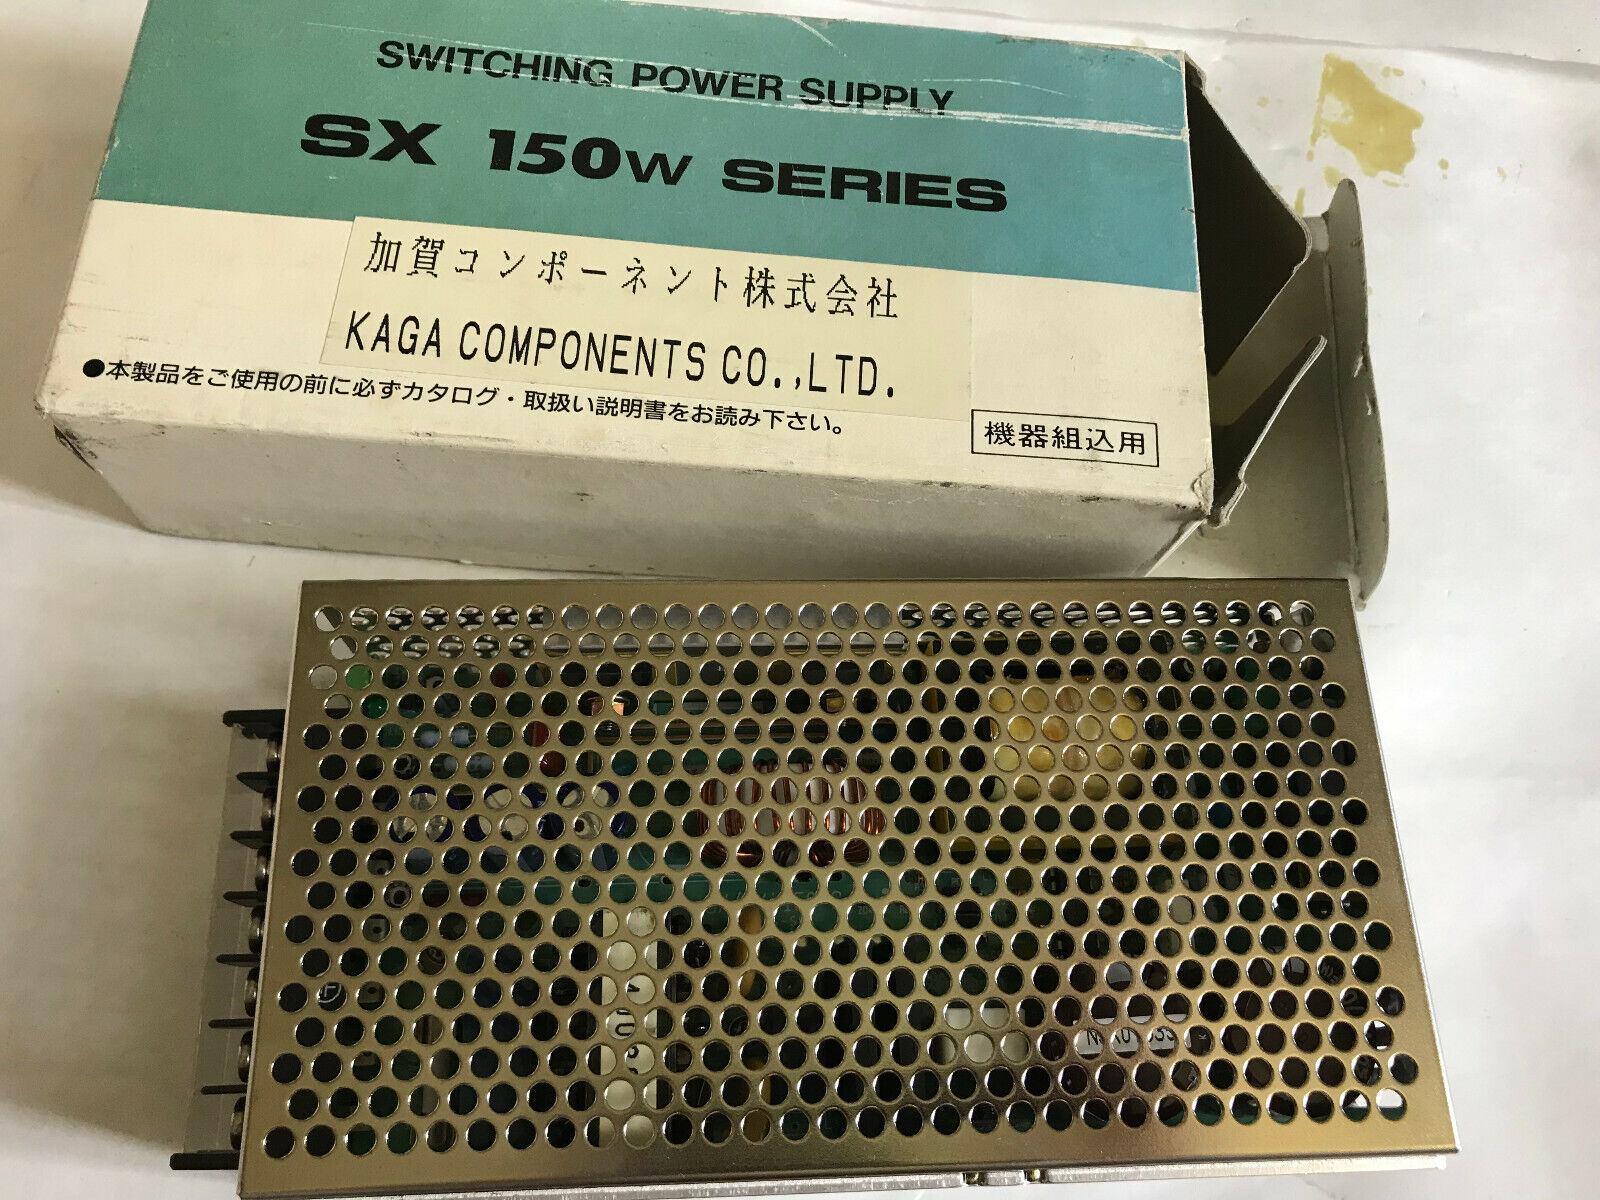 SWITCHING POWER SUPPLY
SX 150W SERIES
加賀コンポーネント株式会社
KAGA COMPONENTS CO.,LTD.
●本製品をご使用の前に必ずカタログ・取扱い説明書をお読み下さい。
機器組込用